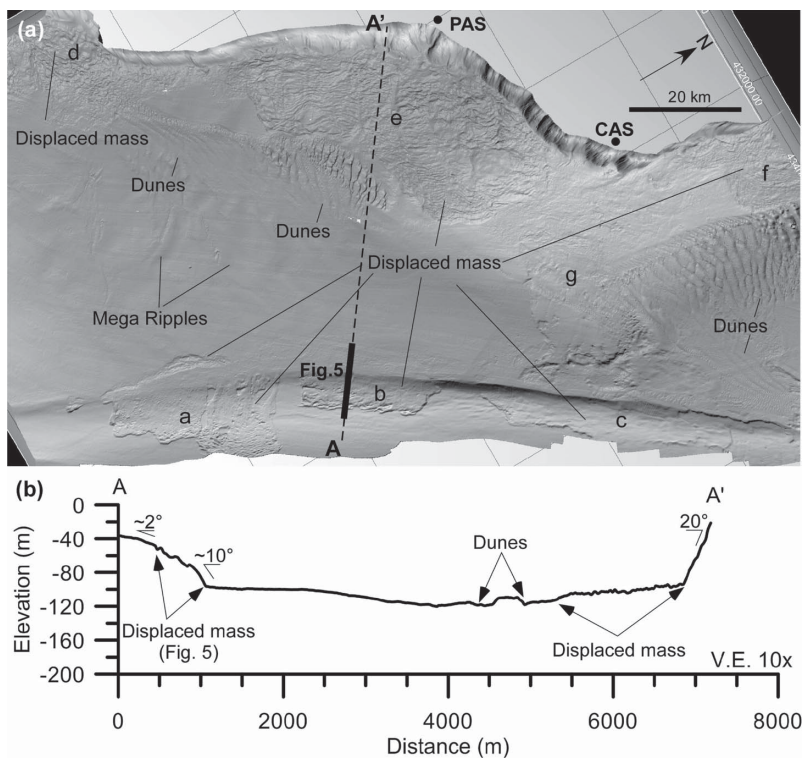 (a)
A'
PAS
N
432000.00
d
e
20 km
CAS
Displaced mass
f
Dunes
Dunes
Displaced mass
g
Mega Ripples
Dunes
Fig.5
a
b
c
A
(b)
A
A'
0
-40
-80
-120
-160
-200
Elevation (m)
~2°
~10°
20°
Dunes
Displaced mass
(Fig. 5)
Displaced mass
V.E. 10x
0
2000
4000
6000
8000
Distance (m)